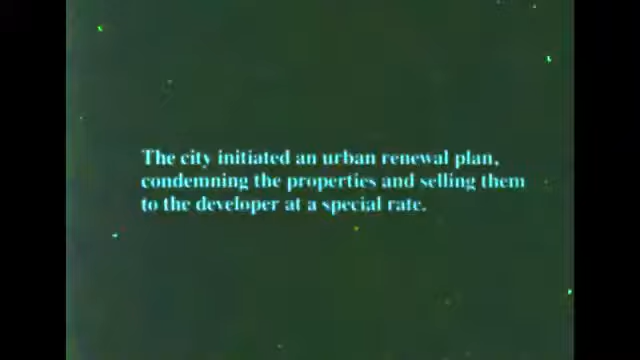 The city initiated an urban renewal plan,
condemning the properties and selling them
to the developer at a special rate.